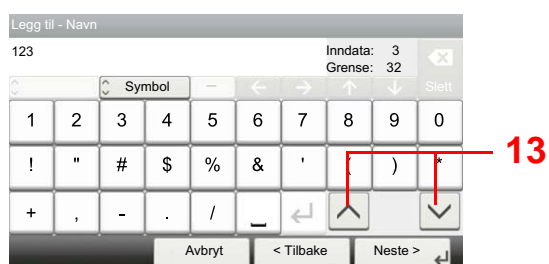 Legg til - Navn
123
Inndata: 3
Grense: 32
Symbol
Slett
1 2 3 4 5 6 7 8 9 0
! " # $ % & ' ( ) *
+ , - . / _
13
Avbryt < Tilbake Neste >